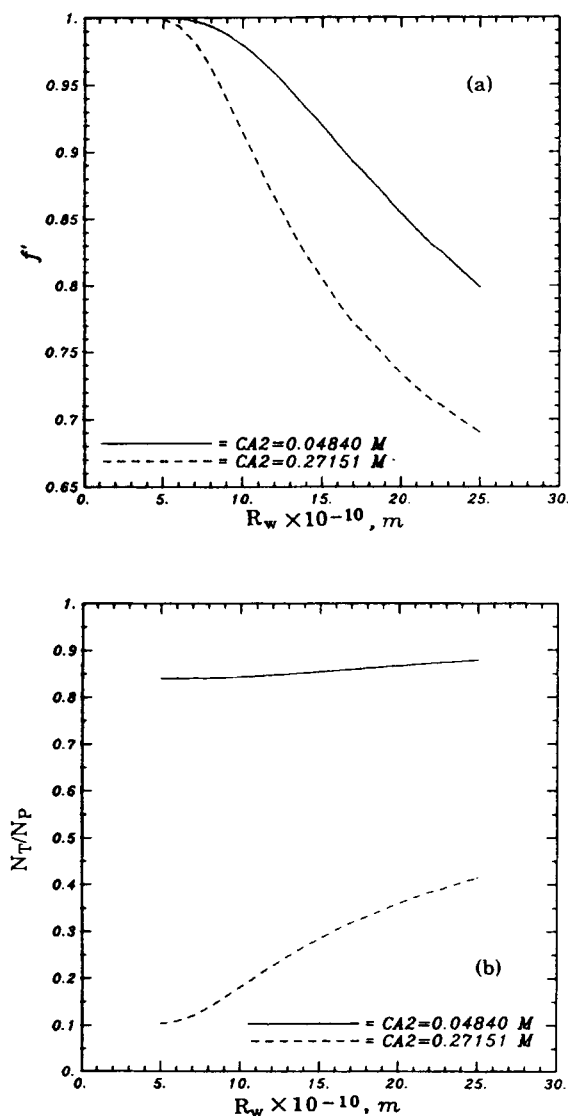 1.
0.95
0.9
0.85
0.8
0.75
0.7
0.65
f'
(a)
= CA2=0.04840 M
= CA2=0.27151 M
0. 5. 10. 15. 20. 25. 30.
R_w × 10^-10, m
1.
0.9
0.8
0.7
0.6
0.5
0.4
0.3
0.2
0.1
0.
N_T/N_P
(b)
= CA2=0.04840 M
= CA2=0.27151 M
0. 5. 10. 15. 20. 25. 30.
R_w × 10^-10, m